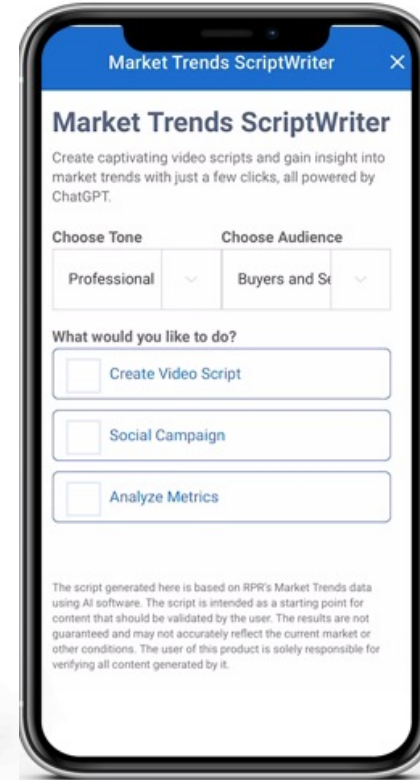 Market Trends ScriptWriter
Market Trends ScriptWriter
Create captivating video scripts and gain insight into
market trends with just a few clicks, all powered by
ChatGPT.
Choose Tone Choose Audience
Professional Buyers and Se
What would you like to do?
Create Video Script
Social Campaign
Analyze Metrics
The script generated here is based on RPR's Market Trends data
using AI software. The script is intended as a starting point for
content that should be validated by the user. The results are not
guaranteed and may not accurately reflect the current market or
other conditions. The user of this product is solely responsible for
verifying all content generated by it.